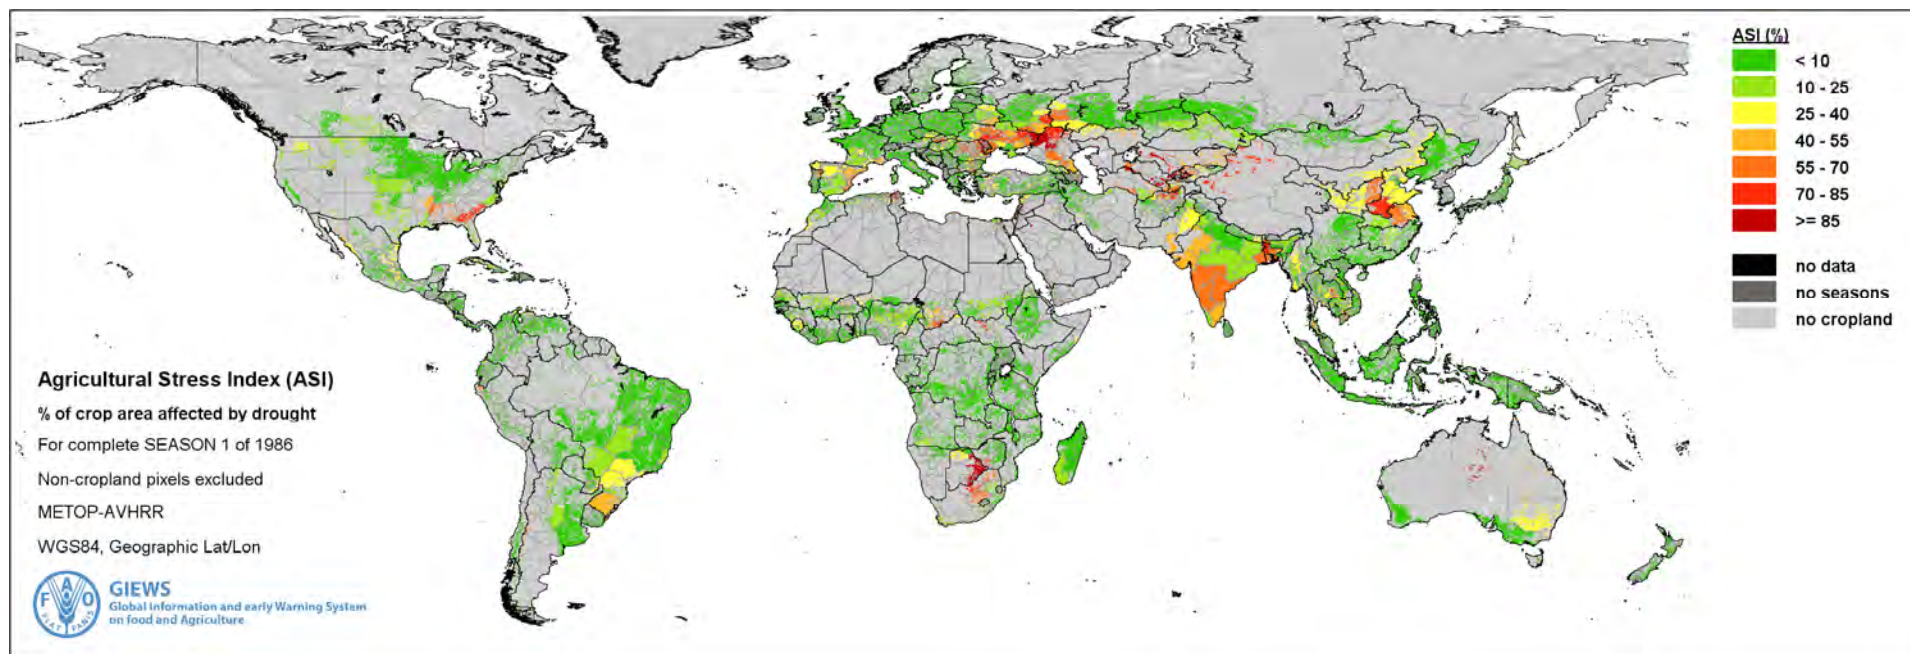 ASI (%)
< 10
10 - 25
25 - 40
40 - 55
55 - 70
70 - 85
>= 85
no data
no seasons
no cropland
Agricultural Stress Index (ASI)
% of crop area affected by drought
For complete SEASON 1 of 1986
Non-cropland pixels excluded
METOP-AVHRR
WGS84, Geographic Lat/Lon
F A O
FIAT PANIS
GIEWS
Global Information and early Warning System
on food and Agriculture